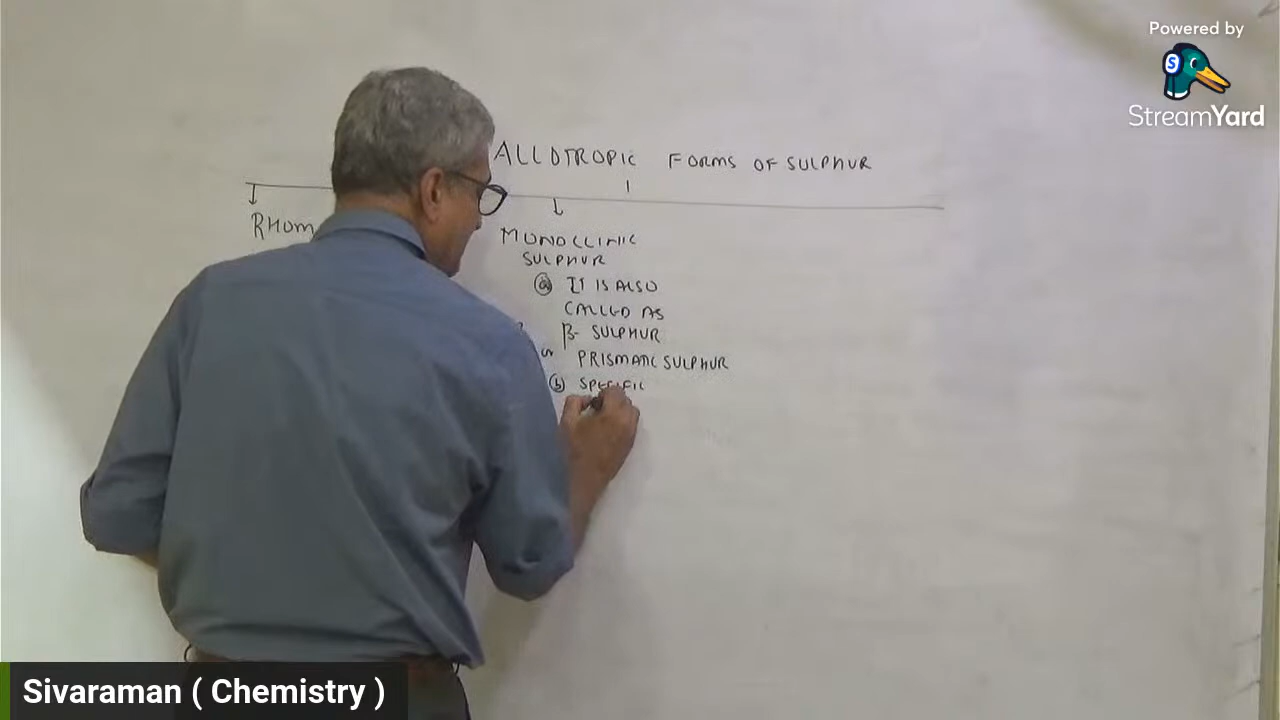 Powered by
StreamYard
ALLOTROPIC FORMS OF SULPHUR
RHOM
MONOCLINIC
SULPHUR
(a) IT IS ALSO
CALLED AS
β- SULPHUR
or PRISMATIC SULPHUR
(b) SPECIFIC
Sivaraman ( Chemistry )